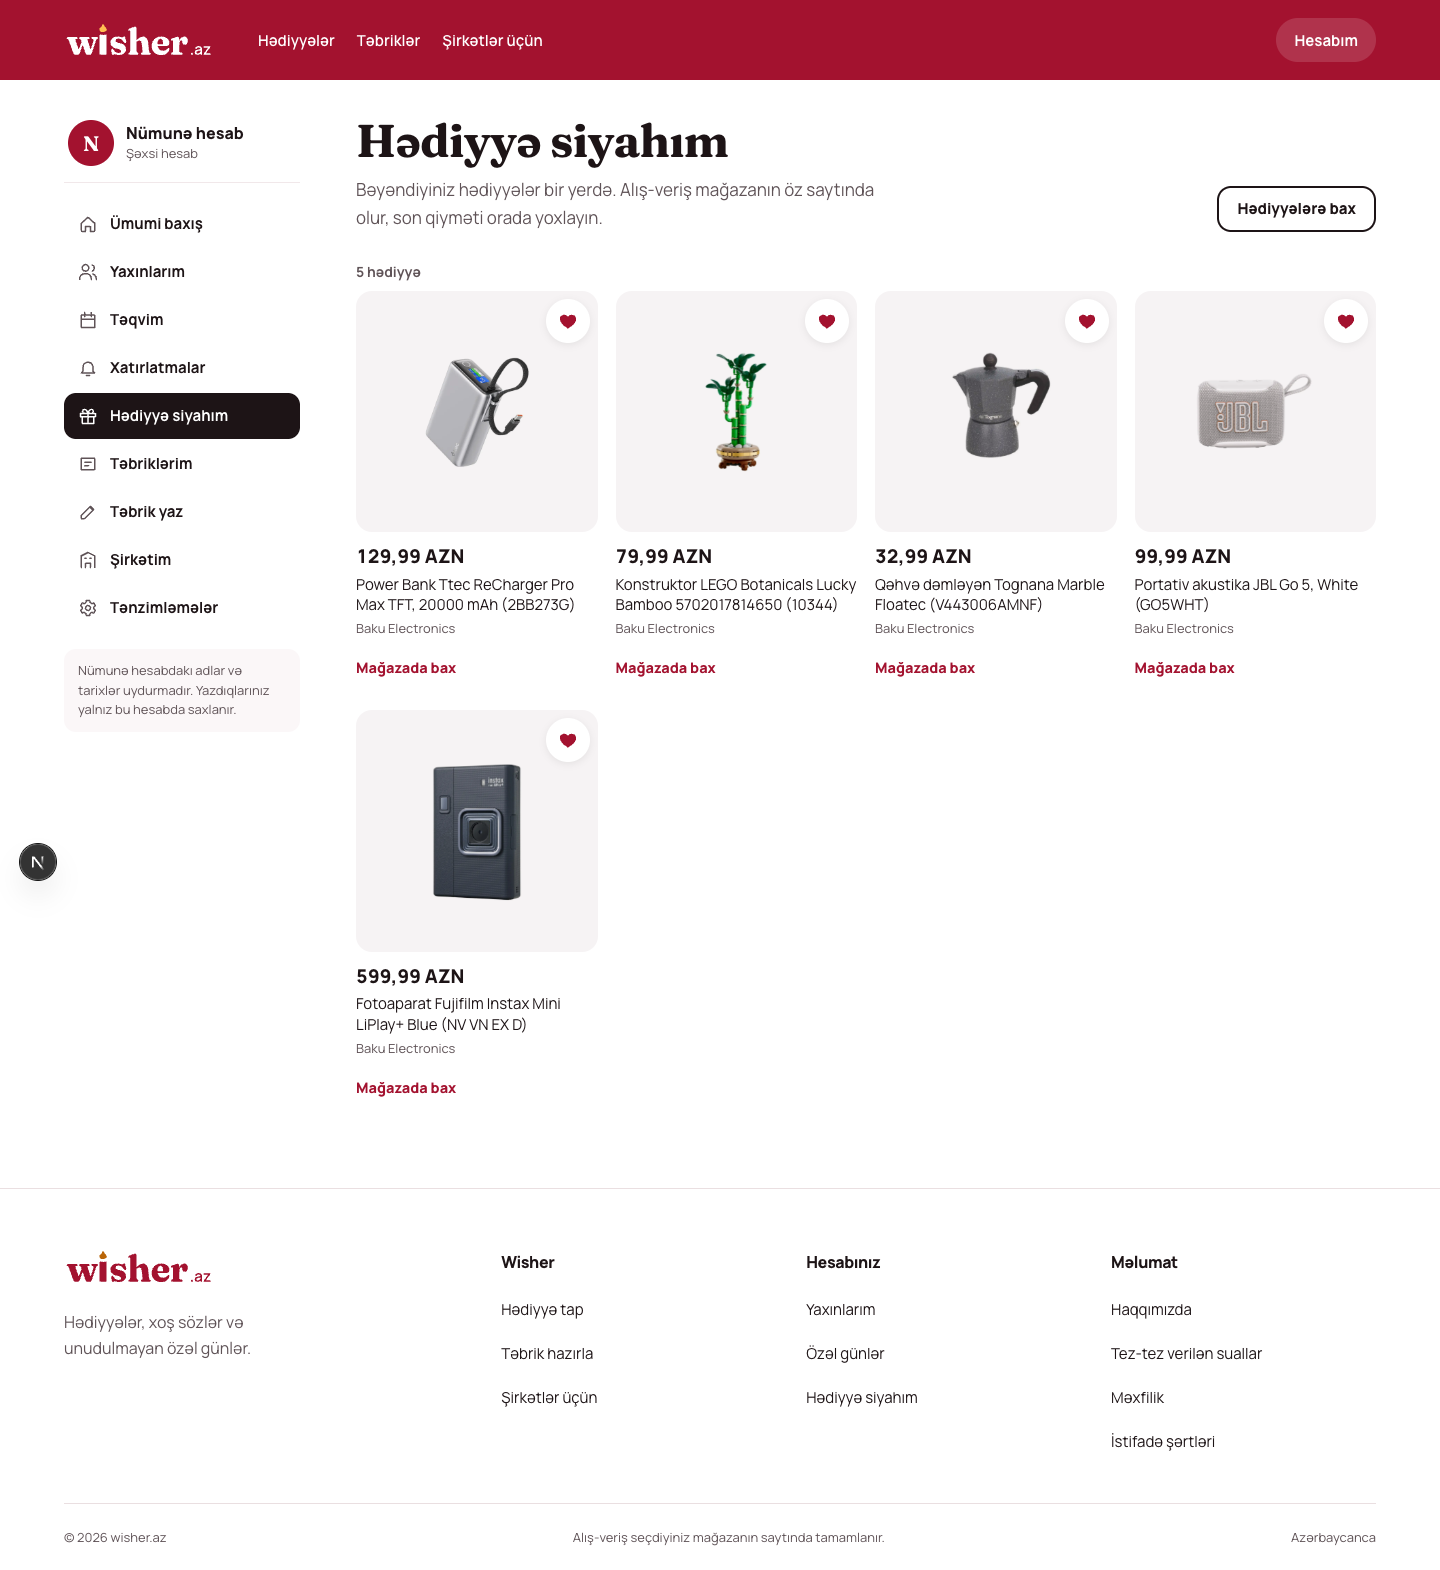 wisher.az
Hədiyyələr
Təbriklər
Şirkətlər üçün
Hesabım
N
Nümunə hesab
Şəxsi hesab
Ümumi baxış
Yaxınlarım
Təqvim
Xatırlatmalar
Hədiyyə siyahım
Təbriklərim
Təbrik yaz
Şirkətim
Tənzimləmələr
Nümunə hesabdakı adlar və
tarixlər uydurmadır. Yazdıqlarınız
yalnız bu hesabda saxlanır.
N
Hədiyyə siyahım
Bəyəndiyiniz hədiyyələr bir yerdə. Alış-veriş mağazanın öz saytında
olur, son qiyməti orada yoxlayın.
Hədiyyələrə bax
5 hədiyyə
129,99 AZN
Power Bank Ttec ReCharger Pro
Max TFT, 20000 mAh (2BB273G)
Baku Electronics
Mağazada bax
79,99 AZN
Konstruktor LEGO Botanicals Lucky
Bamboo 5702017814650 (10344)
Baku Electronics
Mağazada bax
Tognana
32,99 AZN
Qəhvə dəmləyən Tognana Marble
Floatec (V443006AMNF)
Baku Electronics
Mağazada bax
JBL
99,99 AZN
Portativ akustika JBL Go 5, White
(GO5WHT)
Baku Electronics
Mağazada bax
instax
599,99 AZN
Fotoaparat Fujifilm Instax Mini
LiPlay+ Blue (NV VN EX D)
Baku Electronics
Mağazada bax
wisher.az
Hədiyyələr, xoş sözlər və
unudulmayan özəl günlər.
Wisher
Hədiyyə tap
Təbrik hazırla
Şirkətlər üçün
Hesabınız
Yaxınlarım
Özəl günlər
Hədiyyə siyahım
Məlumat
Haqqımızda
Tez-tez verilən suallar
Məxfilik
İstifadə şərtləri
© 2026 wisher.az
Alış-veriş seçdiyiniz mağazanın saytında tamamlanır.
Azərbaycanca